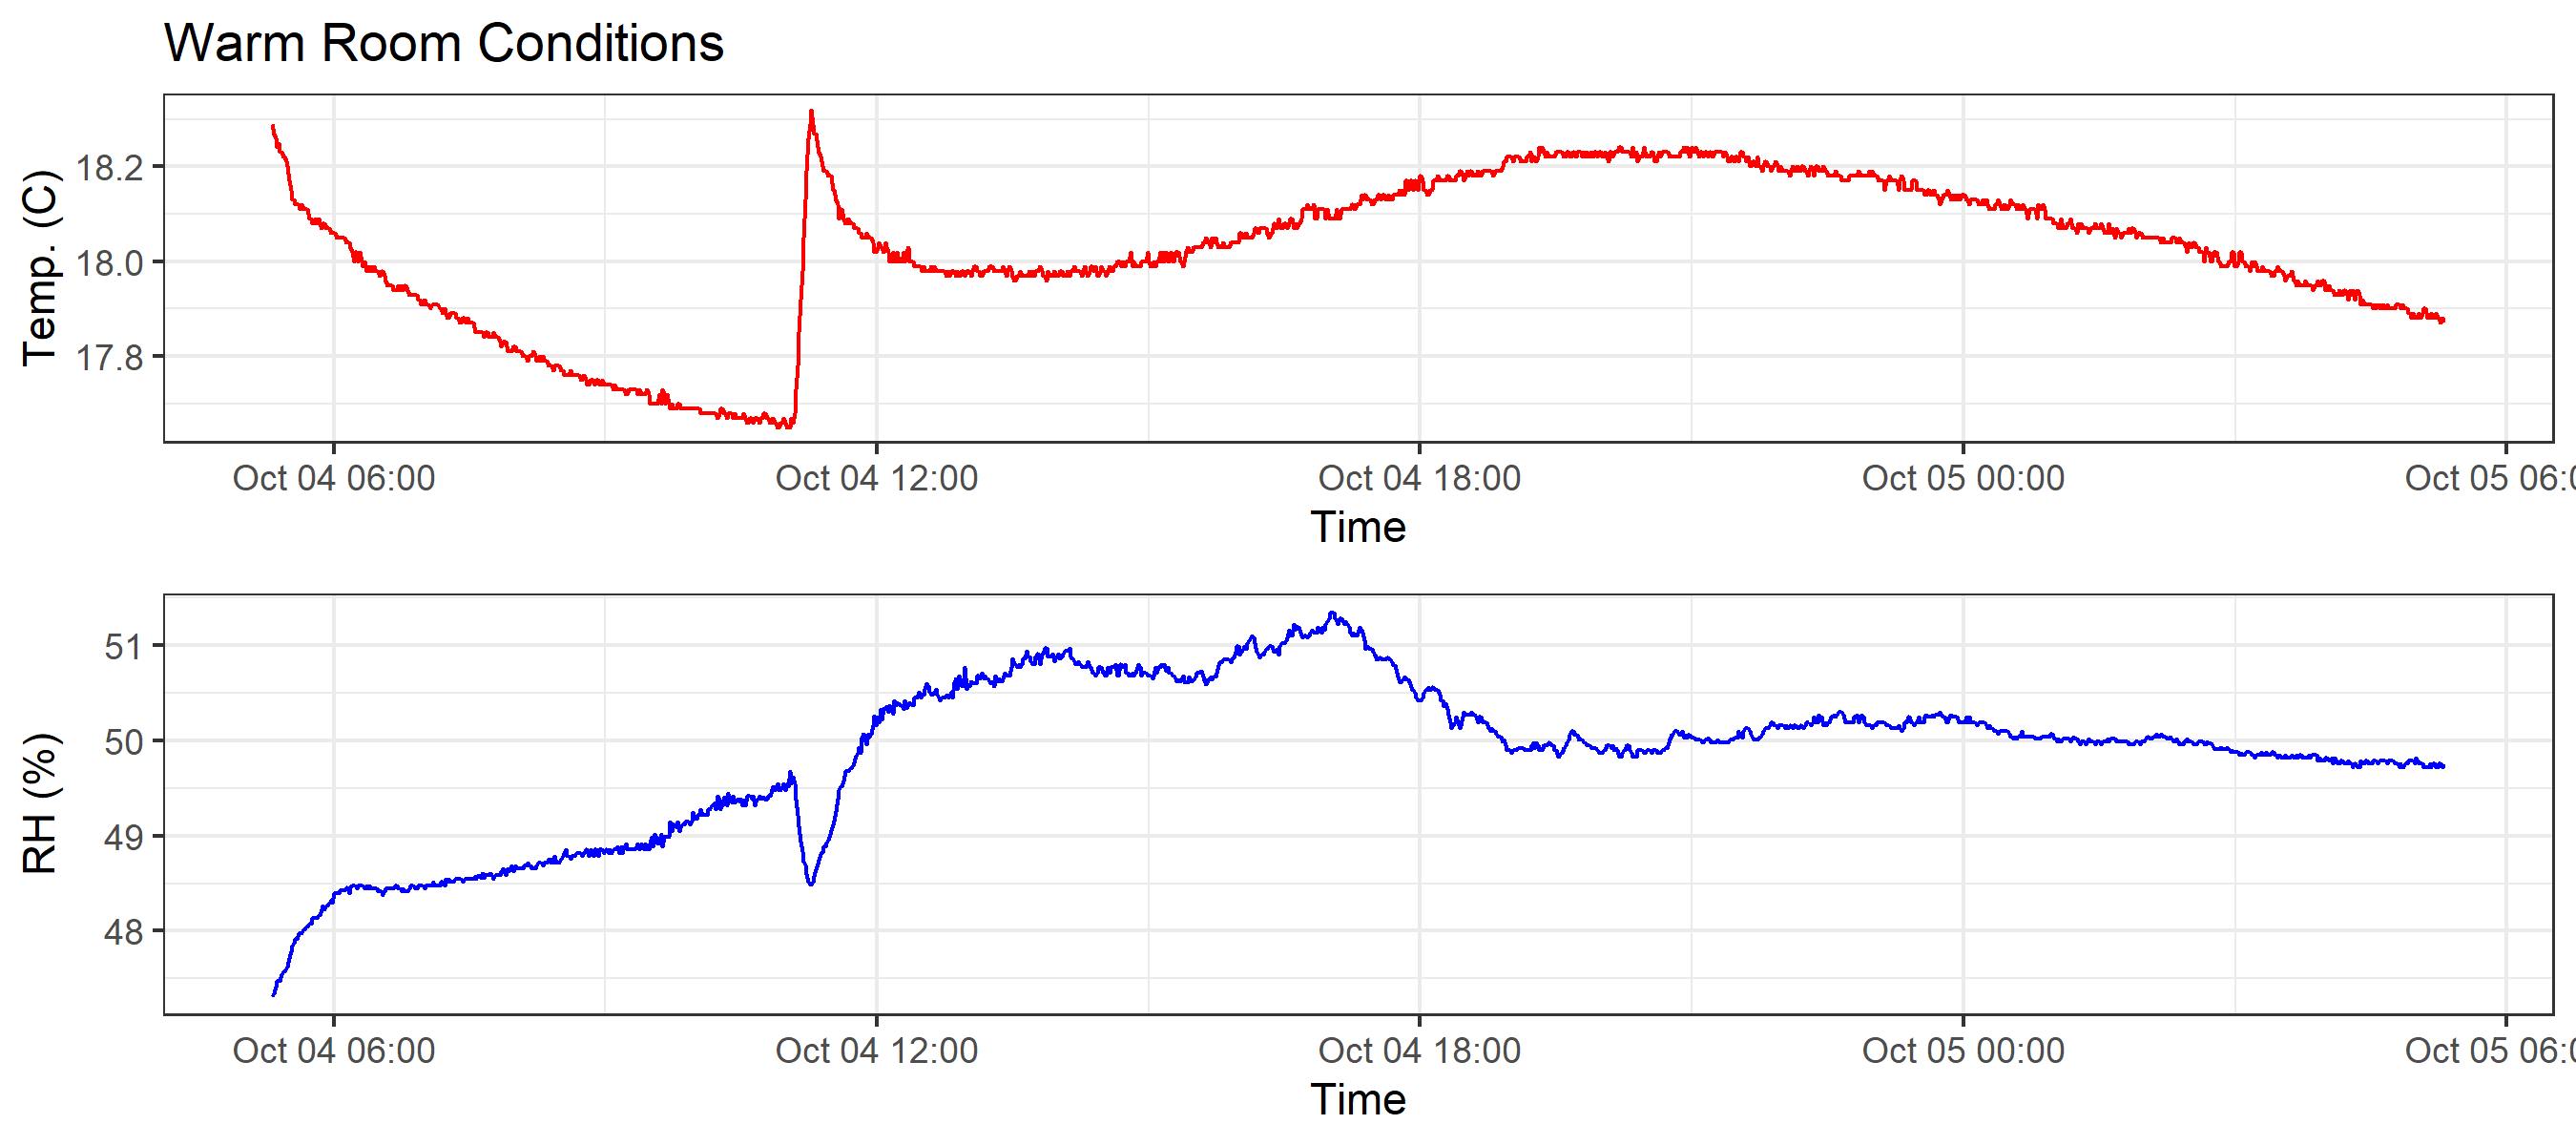 Warm Room Conditions
Temp. (C)
18.2
18.0
17.8
Oct 04 06:00 Oct 04 12:00 Oct 04 18:00 Oct 05 00:00 Oct 05 06:0
Time
RH (%)
51
50
49
48
Oct 04 06:00 Oct 04 12:00 Oct 04 18:00 Oct 05 00:00 Oct 05 06:0
Time